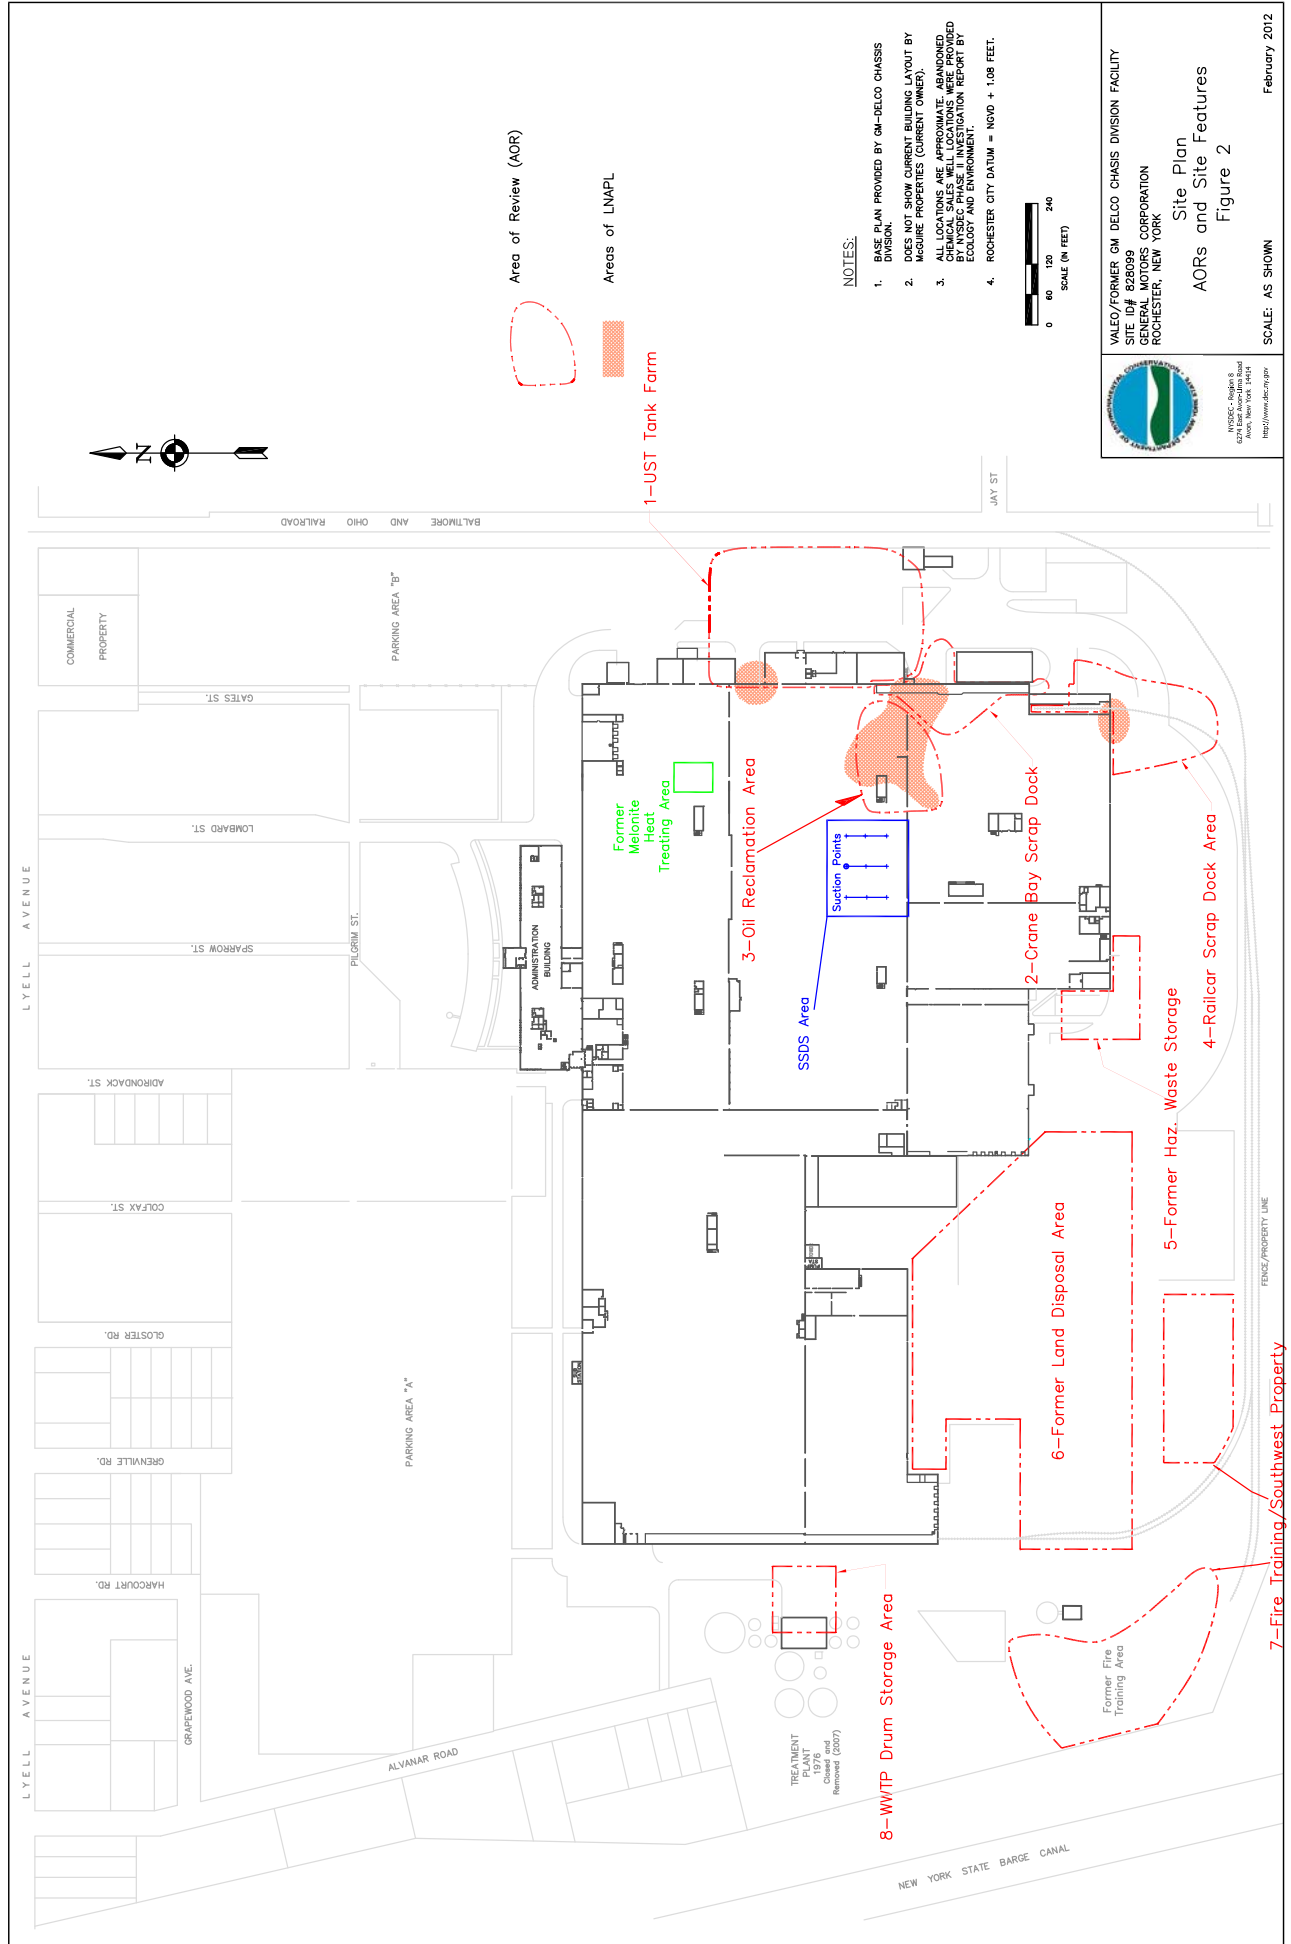 LYELL AVENUE
LYELL AVENUE
GRAPEWOOD AVE.
HARCOURT RD.
GRENVILLE RD.
GLOSTER RD.
COLFAX ST.
ADIRONDACK ST.
SPARROW ST.
LOMBARD ST.
GATES ST.
PILGRIM ST.
COMMERCIAL
PROPERTY
PARKING AREA "A"
PARKING AREA "B"
BALTIMORE AND OHIO RAILROAD
JAY ST
ALVANAR ROAD
NEW YORK STATE BARGE CANAL
FENCE/PROPERTY LINE
ADMINISTRATION
BUILDING
SUB
STATION
TREATMENT
PLANT
1976
Closed and
Removed (2007)
Former Fire
Training Area
Former
Melonite
Heat
Treating Area
Suction Points
SSDS Area
1-UST Tank Farm
2-Crane Bay Scrap Dock
3-Oil Reclamation Area
4-Railcar Scrap Dock Area
5-Former Haz. Waste Storage
6-Former Land Disposal Area
7-Fire Training/Southwest Property
8-WWTP Drum Storage Area
N
Area of Review (AOR)
Areas of LNAPL
NOTES:
1. BASE PLAN PROVIDED BY GM-DELCO CHASSIS
DIVISION.
2. DOES NOT SHOW CURRENT BUILDING LAYOUT BY
McGUIRE PROPERTIES (CURRENT OWNER).
3. ALL LOCATIONS ARE APPROXIMATE. ABANDONED
CHEMICAL SALES WELL LOCATIONS WERE PROVIDED
BY NYSDEC PHASE II INVESTIGATION REPORT BY
ECOLOGY AND ENVIRONMENT.
4. ROCHESTER CITY DATUM = NGVD + 1.08 FEET.
0 60 120 240
SCALE (IN FEET)
NYSDEC - Region 8
6274 East Avon-Lima Road
Avon, New York 14414
http://www.dec.ny.gov
VALEO/FORMER GM DELCO CHASIS DIVISION FACILITY
SITE ID# 828099
GENERAL MOTORS CORPORATION
ROCHESTER, NEW YORK
Site Plan
AORs and Site Features
Figure 2
SCALE: AS SHOWN
February 2012